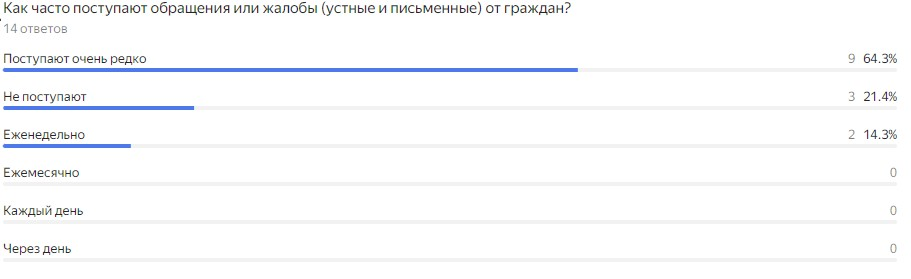 Как часто поступают обращения или жалобы (устные и письменные) от граждан?
14 ответов
Поступают очень редко 9 64.3%
Не поступают 3 21.4%
Еженедельно 2 14.3%
Ежемесячно 0
Каждый день 0
Через день 0